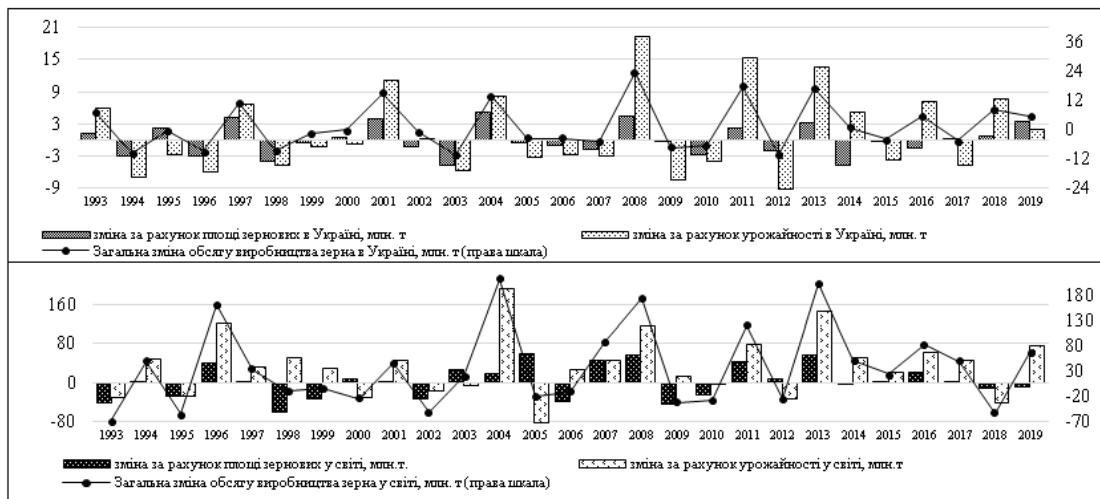 21
15
9
3
-3
-9
36
24
12
0
-12
-24
1993 1994 1995 1996 1997 1998 1999 2000 2001 2002 2003 2004 2005 2006 2007 2008 2009 2010 2011 2012 2013 2014 2015 2016 2017 2018 2019
зміна за рахунок площі зернових в Україні, млн. т
зміна за рахунок урожайності в Україні, млн. т
Загальна зміна обсягу виробництва зерна в Україні, млн. т (права шкала)
160
80
0
-80
180
130
80
30
-20
-70
1993 1994 1995 1996 1997 1998 1999 2000 2001 2002 2003 2004 2005 2006 2007 2008 2009 2010 2011 2012 2013 2014 2015 2016 2017 2018 2019
зміна за рахунок площі зернових у світі, млн.т.
зміна за рахунок урожайності у світі, млн.т
Загальна зміна обсягу виробництва зерна у світі, млн. т (права шкала)